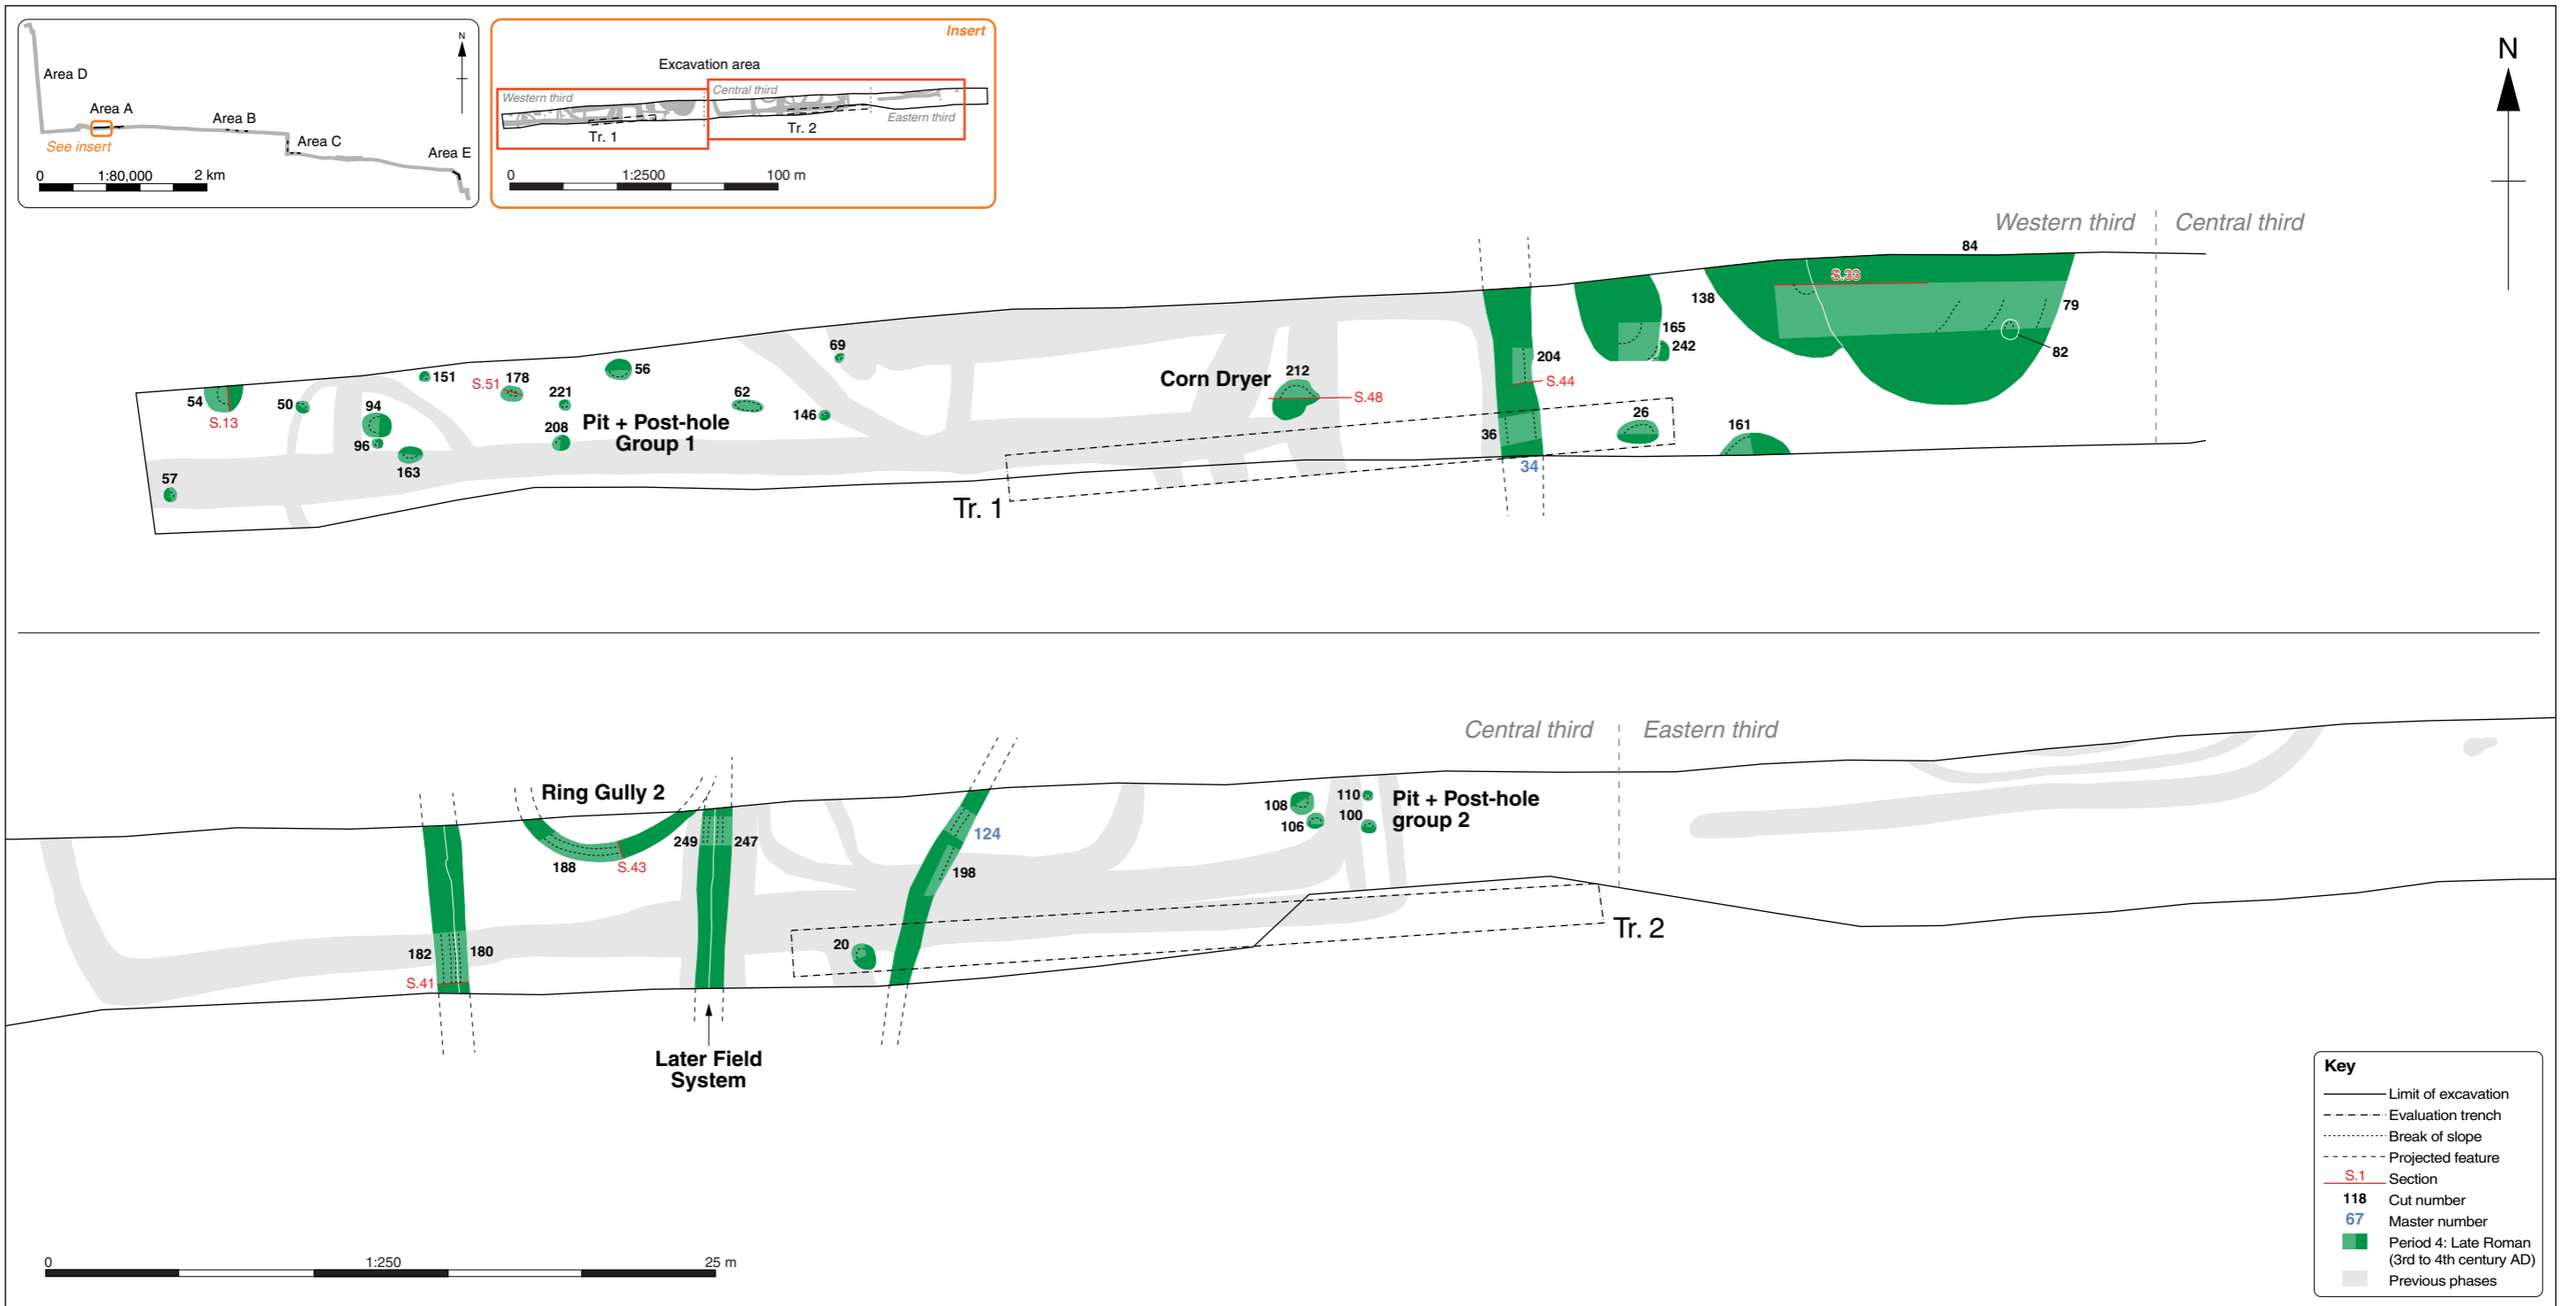 N
Area D
Area A
Area B
Area C
Area E
See insert
0 1:80,000 2 km
Insert
Excavation area
Western third
Central third
Eastern third
Tr. 1
Tr. 2
0 1:2500 100 m
N
Western third
Central third
84
S.33
138
79
82
165
242
204
S.44
36
34
26
161
69
56
151
S.51
178
221
62
146
54
S.13
50
94
96
163
208
Pit + Post-hole
Group 1
57
Corn Dryer
212
S.48
Tr. 1
Central third
Eastern third
Ring Gully 2
188
S.43
249
247
124
198
108
106
110
100
Pit + Post-hole
group 2
182
180
S.41
20
Tr. 2
Later Field
System
0 1:250 25 m
Key
Limit of excavation
Evaluation trench
Break of slope
Projected feature
S.1 Section
118 Cut number
67 Master number
Period 4: Late Roman
(3rd to 4th century AD)
Previous phases